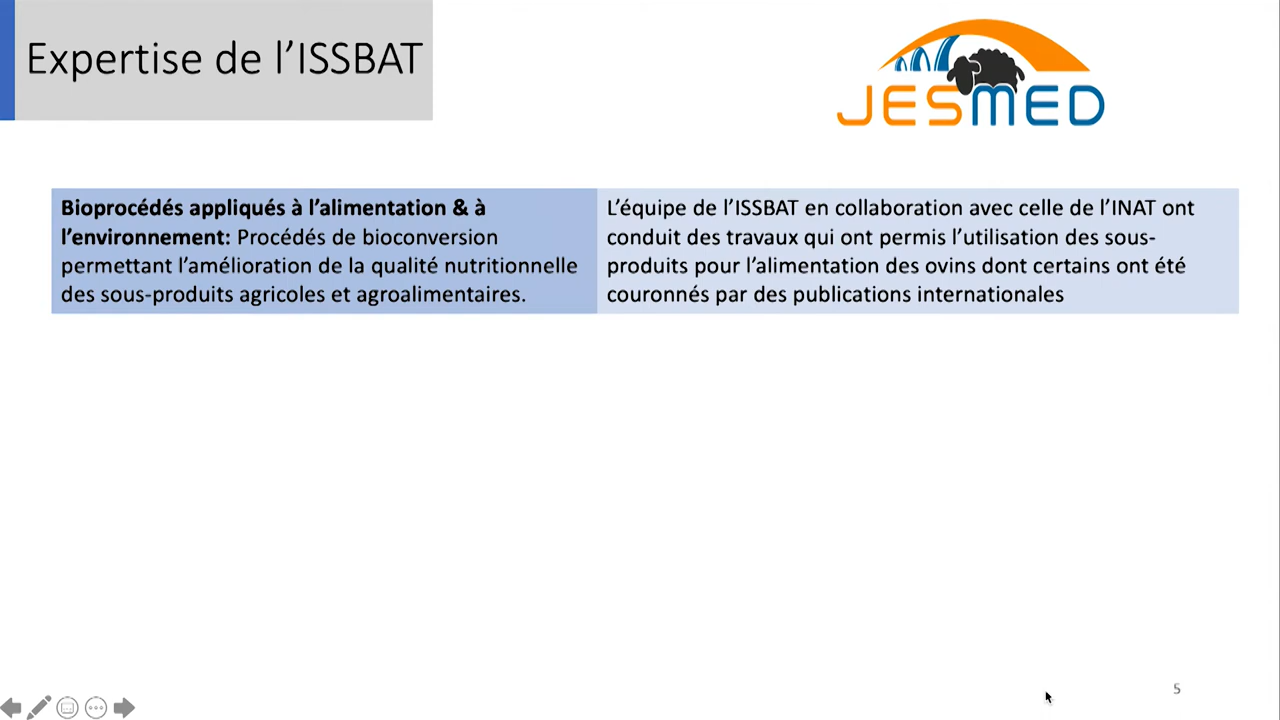 Expertise de l’ISSBAT
JESMED
Bioprocédés appliqués à l’alimentation & à
l’environnement: Procédés de bioconversion
permettant l’amélioration de la qualité nutritionnelle
des sous-produits agricoles et agroalimentaires.
L’équipe de l’ISSBAT en collaboration avec celle de l’INAT ont
conduit des travaux qui ont permis l’utilisation des sous-
produits pour l’alimentation des ovins dont certains ont été
couronnés par des publications internationales
5